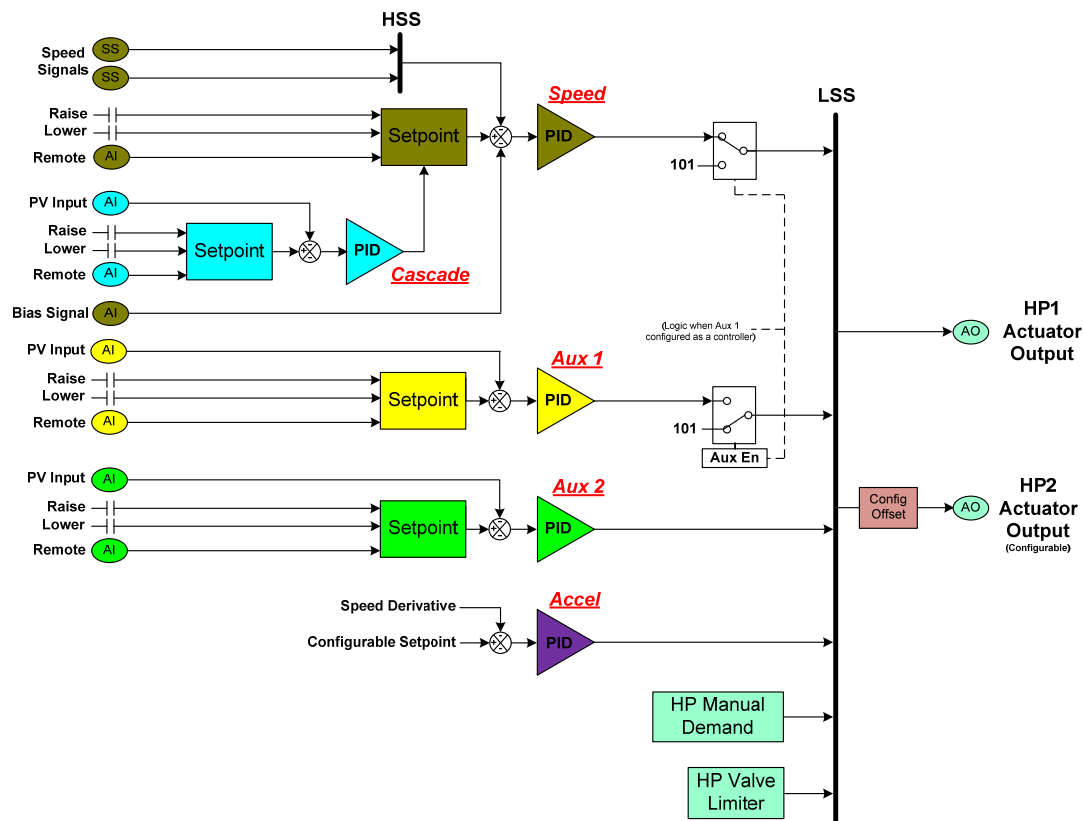 HSS
Speed
Signals
SS
SS
Raise
Lower
Remote
AI
Setpoint
Speed
PID
101
LSS
PV Input
AI
Raise
Lower
Remote
AI
Setpoint
PID
Cascade
Bias Signal
AI
(Logic when Aux 1
configured as a controller)
PV Input
AI
Raise
Lower
Remote
AI
Setpoint
Aux 1
PID
101
Aux En
AO
HP1
Actuator
Output
PV Input
AI
Raise
Lower
Remote
AI
Setpoint
Aux 2
PID
Config
Offset
AO
HP2
Actuator
Output
(Configurable)
Speed Derivative
Configurable Setpoint
Accel
PID
HP Manual
Demand
HP Valve
Limiter